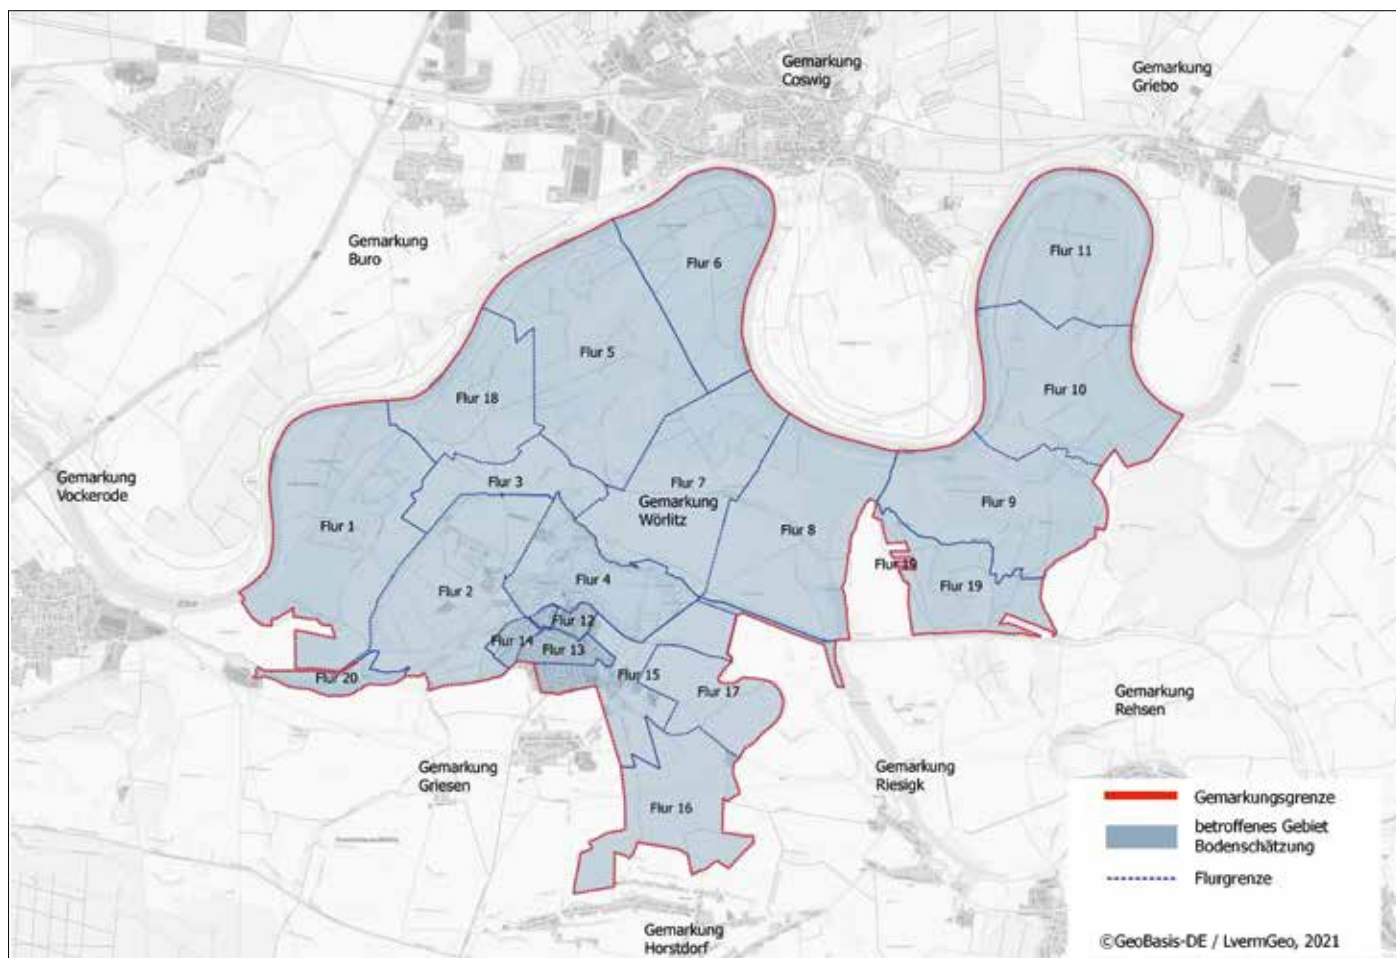 Gemarkung
Coswig
Gemarkung
Griebo
Flur 6
Flur 11
Gemarkung
Buro
Flur 5
Flur 10
Flur 18
Gemarkung
Vockerode
Flur 3
Flur 7
Gemarkung
Wörlitz
Flur 9
Flur 1
Flur 8
Flur 19
Flur 4
Flur 19
Flur 2
Flur 12
Flur 14
Flur 13
Flur 20
Flur 15
Flur 17
Gemarkung
Rehsen
Gemarkung
Griesen
Gemarkung
Riesigk
Flur 16
Gemarkung
Horstdorf
Gemarkungsgrenze
betroffenes Gebiet
Bodenschätzung
Flurgrenze
©GeoBasis-DE / LvermGeo, 2021
Elbe